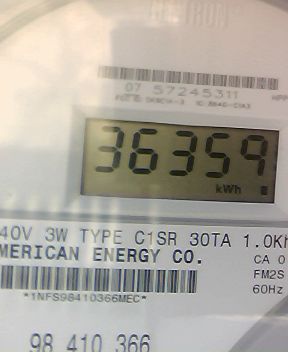 07 57245311
36359
kWh
40V 3W TYPE C1SR 30TA 1.0Kh
MERICAN ENERGY CO.
CA 0
FM2S
*1NFS98410366MEC*
60Hz
98 410 366